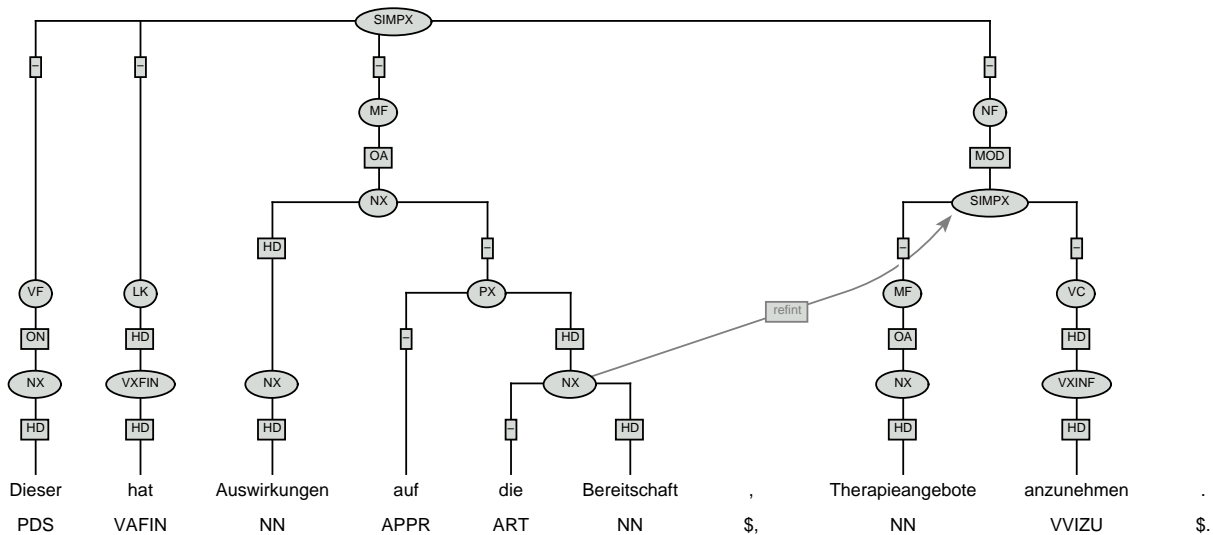 SIMPX
– – – –
MF NF
OA MOD
NX SIMPX
HD – – –
VF LK PX MF VC
refint
ON HD – HD OA HD
NX VXFIN NX NX NX VXINF
HD HD HD – HD HD HD
Dieser hat Auswirkungen auf die Bereitschaft , Therapieangebote anzunehmen .
PDS VAFIN NN APPR ART NN $, NN VVIZU $.